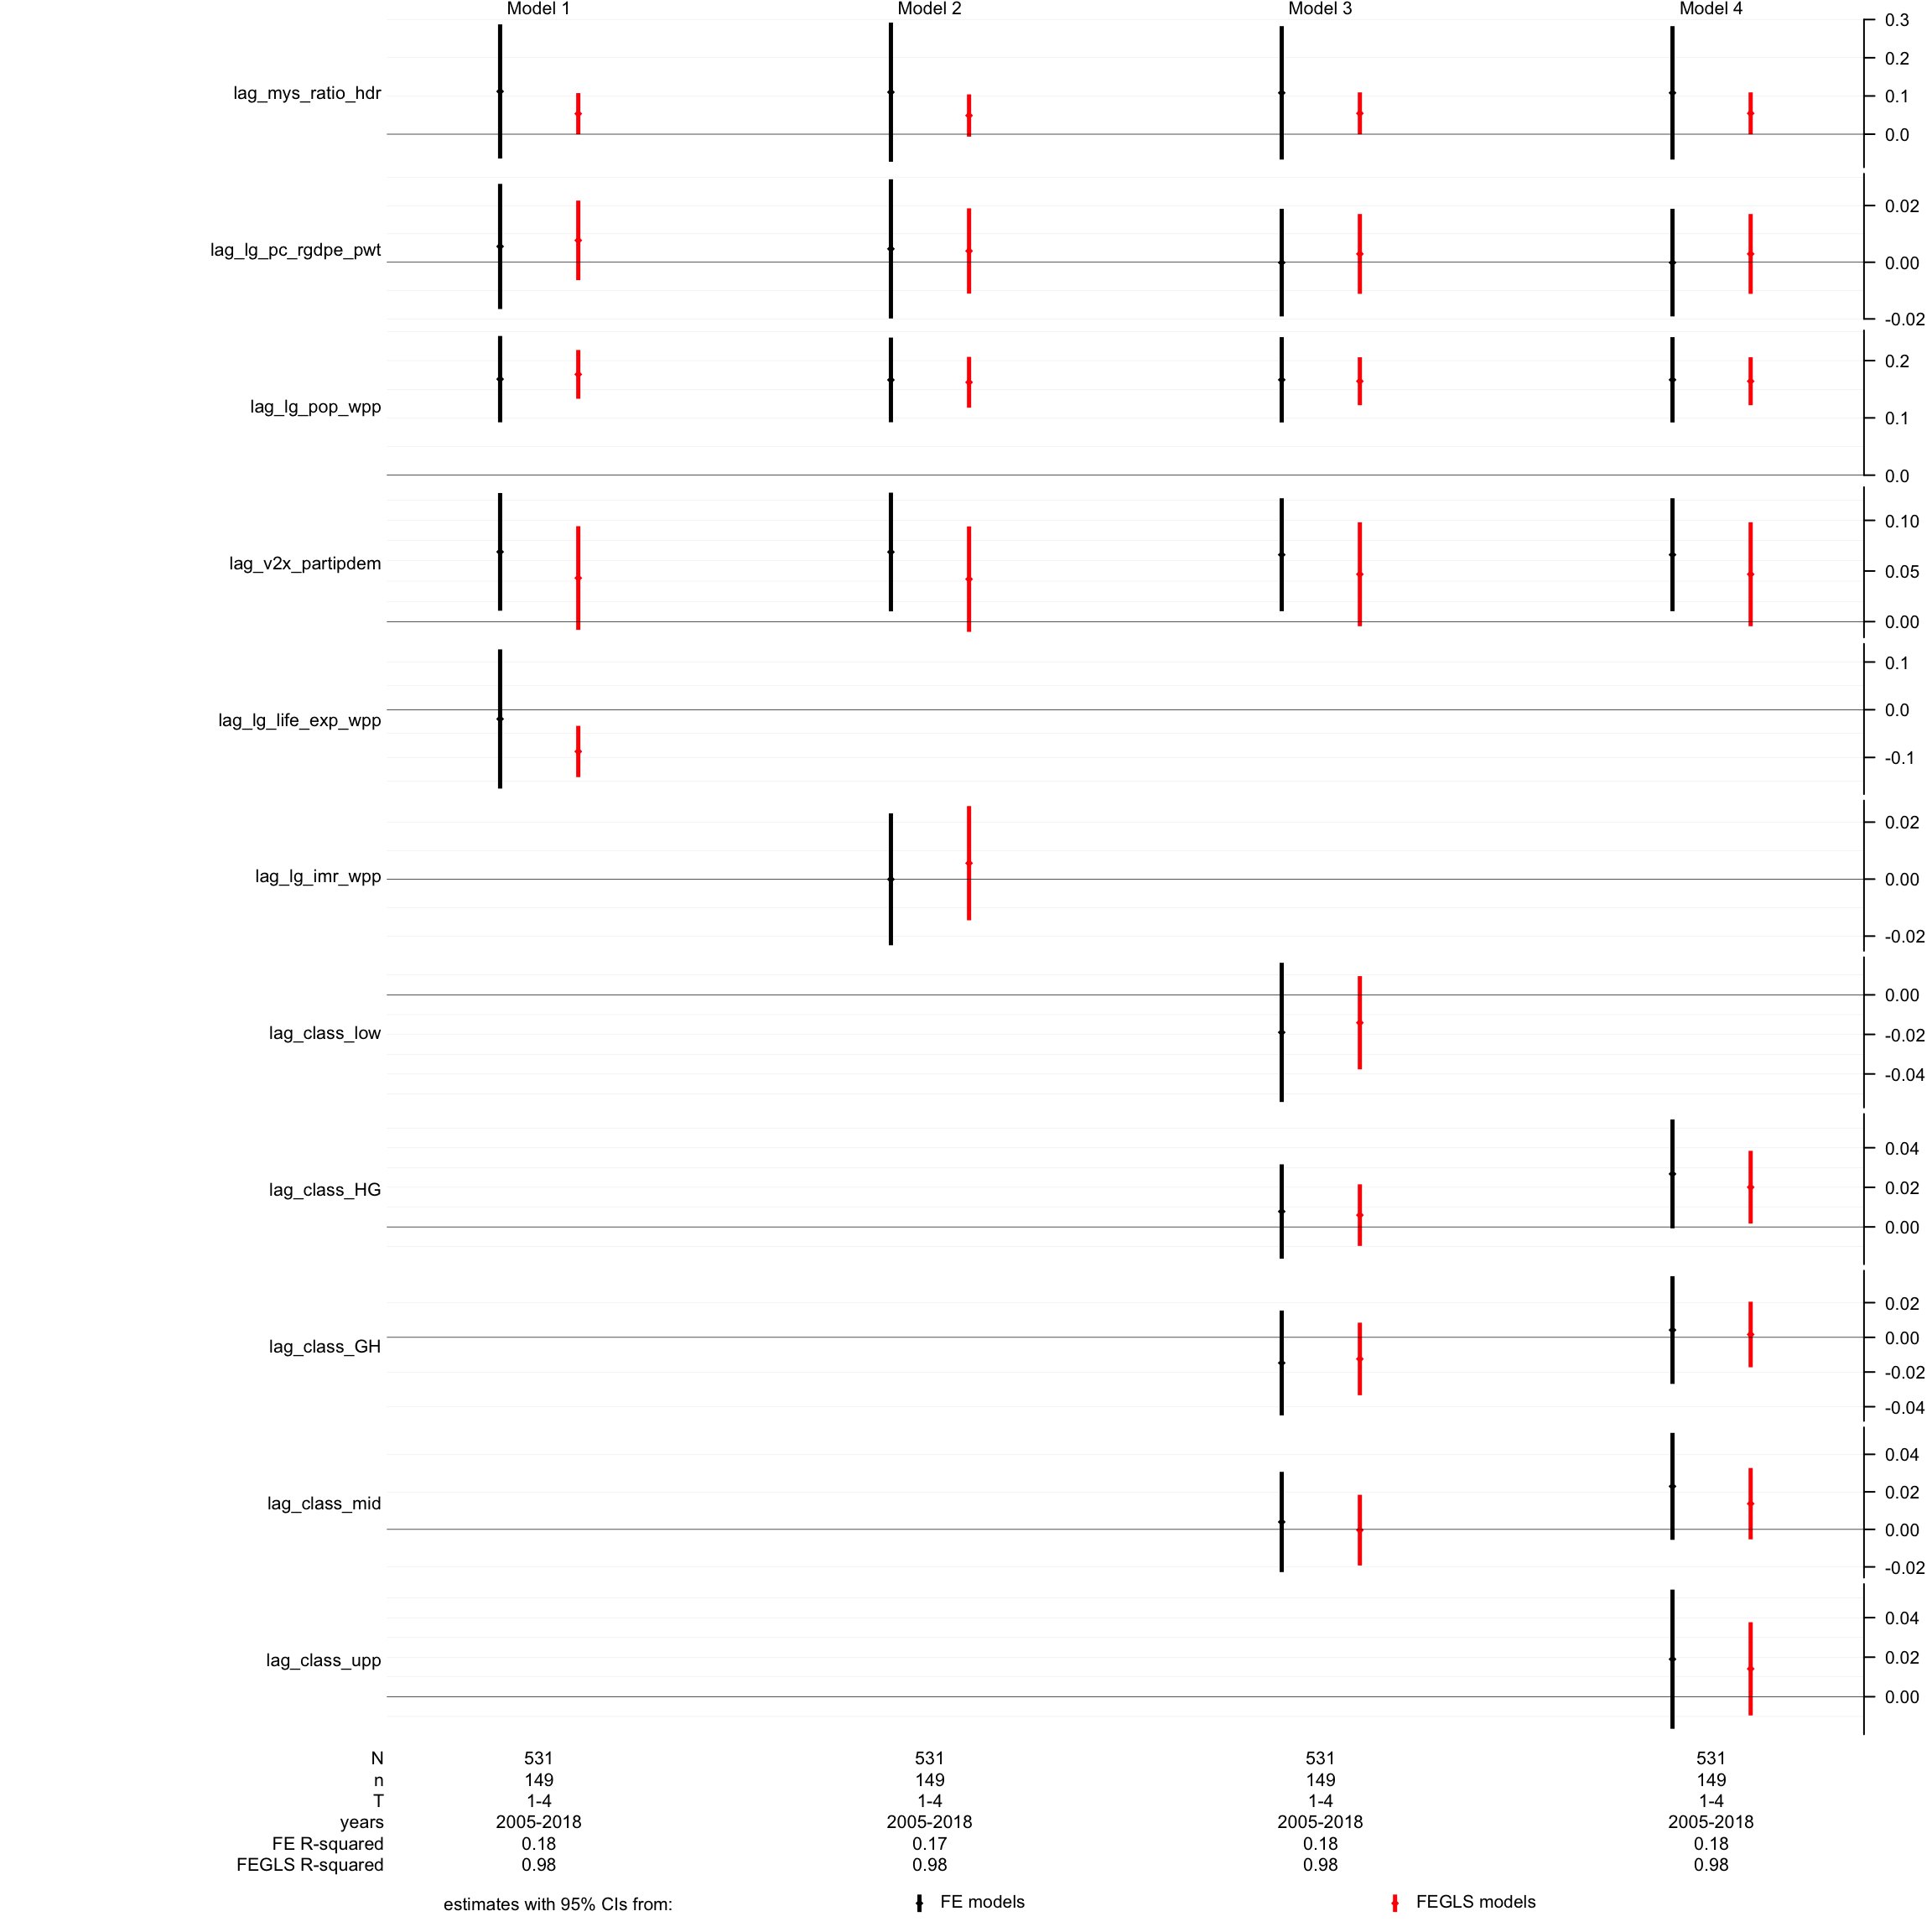 Model 1 Model 2 Model 3 Model 4
lag_mys_ratio_hdr
0.3
0.2
0.1
0.0
lag_lg_pc_rgdpe_pwt
0.02
0.00
-0.02
lag_lg_pop_wpp
0.2
0.1
0.0
lag_v2x_partipdem
0.10
0.05
0.00
lag_lg_life_exp_wpp
0.1
0.0
-0.1
lag_lg_imr_wpp
0.02
0.00
-0.02
lag_class_low
0.00
-0.02
-0.04
lag_class_HG
0.04
0.02
0.00
lag_class_GH
0.02
0.00
-0.02
-0.04
lag_class_mid
0.04
0.02
0.00
-0.02
lag_class_upp
0.04
0.02
0.00
N 531 531 531 531
n 149 149 149 149
T 1-4 1-4 1-4 1-4
years 2005-2018 2005-2018 2005-2018 2005-2018
FE R-squared 0.18 0.17 0.18 0.18
FEGLS R-squared 0.98 0.98 0.98 0.98
estimates with 95% CIs from: FE models FEGLS models